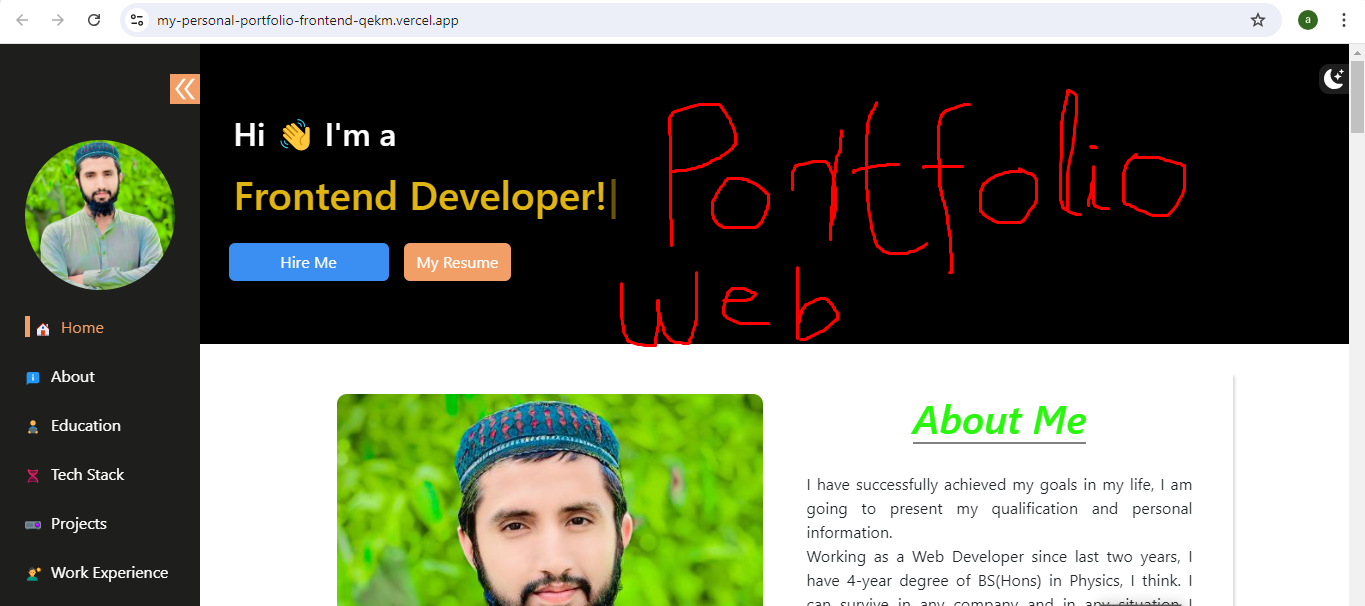 my-personal-portfolio-frontend-qekm.vercel.app
a
Hi 👋 I'm a
Frontend Developer!
Hire Me
My Resume
Portfolio
Web
Home
About
Education
Tech Stack
Projects
Work Experience
About Me
I have successfully achieved my goals in my life, I am
going to present my qualification and personal
information.
Working as a Web Developer since last two years, I
have 4-year degree of BS(Hons) in Physics, I think. I
can survive in any company and in any situation I